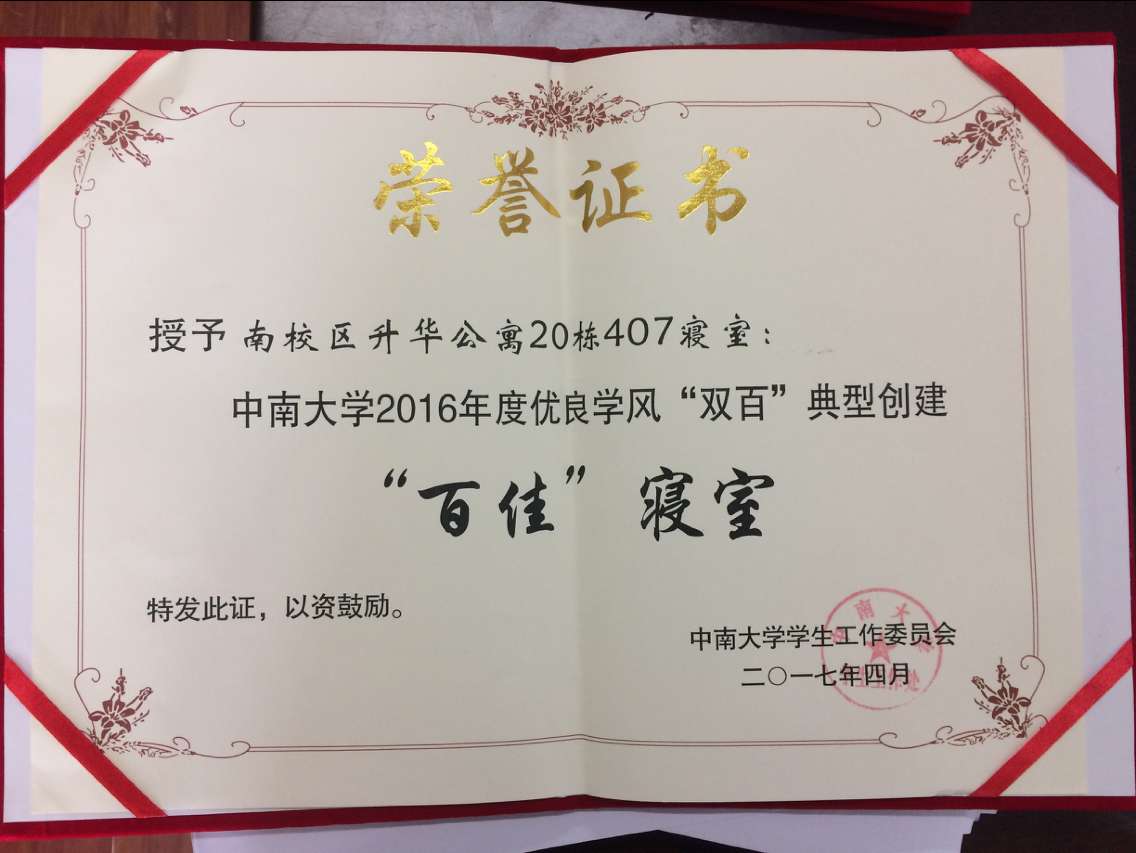 荣誉证书
授予 南校区升华公寓20栋407寝室：
中南大学2016年度优良学风“双百”典型创建
“百佳”寝室
特发此证，以资鼓励。
中南大学学生工作委员会
二〇一七年四月